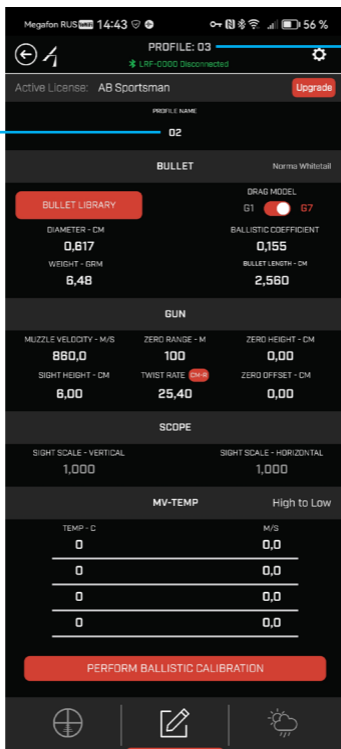 Megafon RUS 14:43 56 %
PROFILE: 03
LRF-0000 Disconnected
Active License: AB Sportsman Upgrade
PROFILE NAME
02
BULLET Norma Whitetail
BULLET LIBRARY
DRAG MODEL
G1 G7
DIAMETER - CM BALLISTIC COEFFICIENT
0,617 0,155
WEIGHT - GRM BULLET LENGTH - CM
6,48 2,560
GUN
MUZZLE VELOCITY - M/S ZERO RANGE - M ZERO HEIGHT - CM
860,0 100 0,00
SIGHT HEIGHT - CM TWIST RATE CM-R ZERO OFFSET - CM
6,00 25,40 0,00
SCOPE
SIGHT SCALE - VERTICAL SIGHT SCALE - HORIZONTAL
1,000 1,000
MV-TEMP High to Low
TEMP - C M/S
0 0,0
0 0,0
0 0,0
0 0,0
PERFORM BALLISTIC CALIBRATION